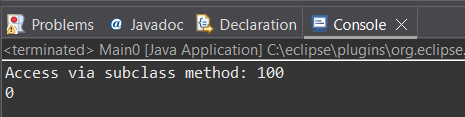 Problems @ Javadoc Declaration Console
<terminated> Main0 [Java Application] C:\eclipse\plugins\org.eclipse.
Access via subclass method: 100
0